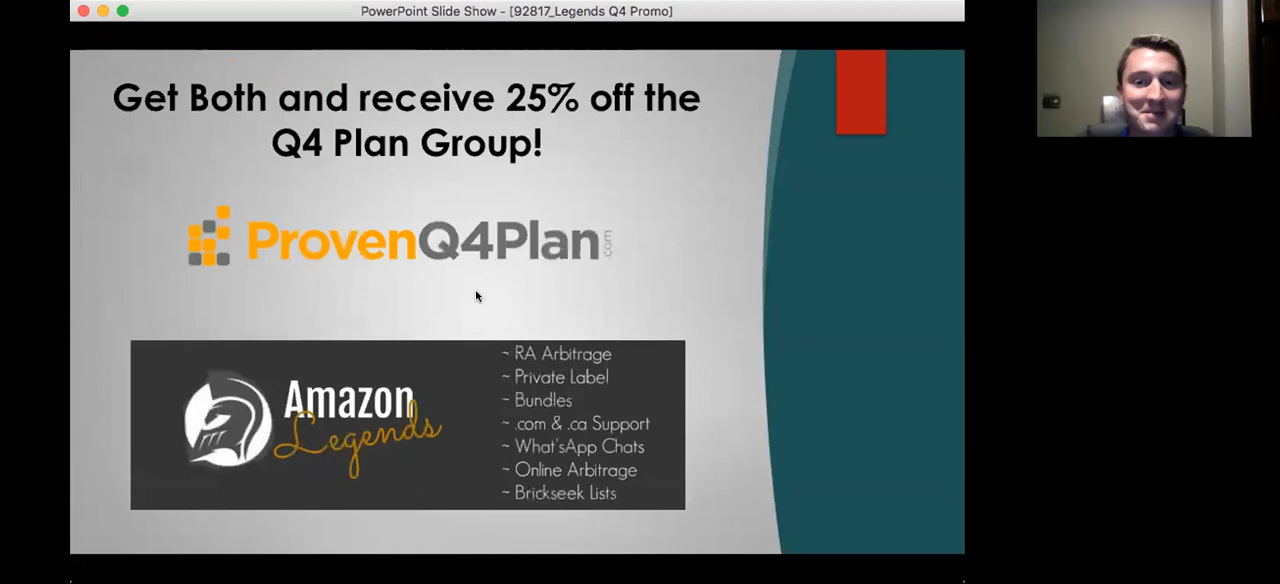 PowerPoint Slide Show - [92817_Legends Q4 Promo]
Get Both and receive 25% off the
Q4 Plan Group!
ProvenQ4Plan.com
Amazon
Legends
~ RA Arbitrage
~ Private Label
~ Bundles
~ .com & .ca Support
~ What'sApp Chats
~ Online Arbitrage
~ Brickseek Lists